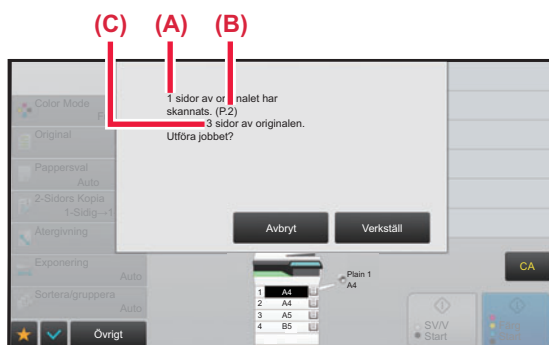 (C) (A) (B)
1 sidor av originalet har
skannats. (P.2)
3 sidor av originalen.
Utföra jobbet?
Avbryt Verkställ
Color Mode
Original
Pappersval
Auto
2-Sidors Kopia
1-Sidig→1
Återgivning
Exponering
Auto
Sortera/gruppera
Auto
Övrigt
Plain 1
A4
1 A4
2 A4
3 A5
4 B5
CA
SV/V
Start